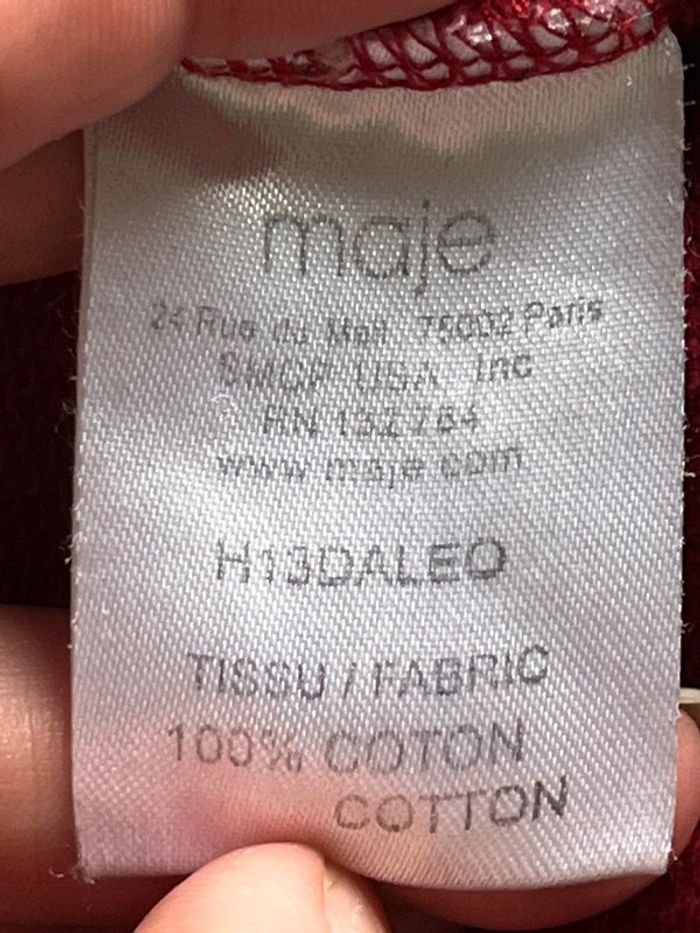 maje
24 Rue du Mail 75002 Paris
SMCP USA Inc
RN 132784
www maje com
H13DALEO
TISSU / FABRIC
100% COTON
COTTON